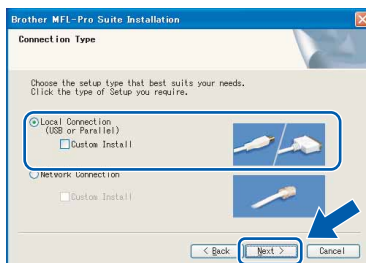 Brother MFL-Pro Suite Installation
Connection Type
Choose the setup type that best suits your needs.
Click the type of Setup you require.
Local Connection
(USB or Parallel)
Custom Install
Network Connection
Custom Install
< Back
Next >
Cancel